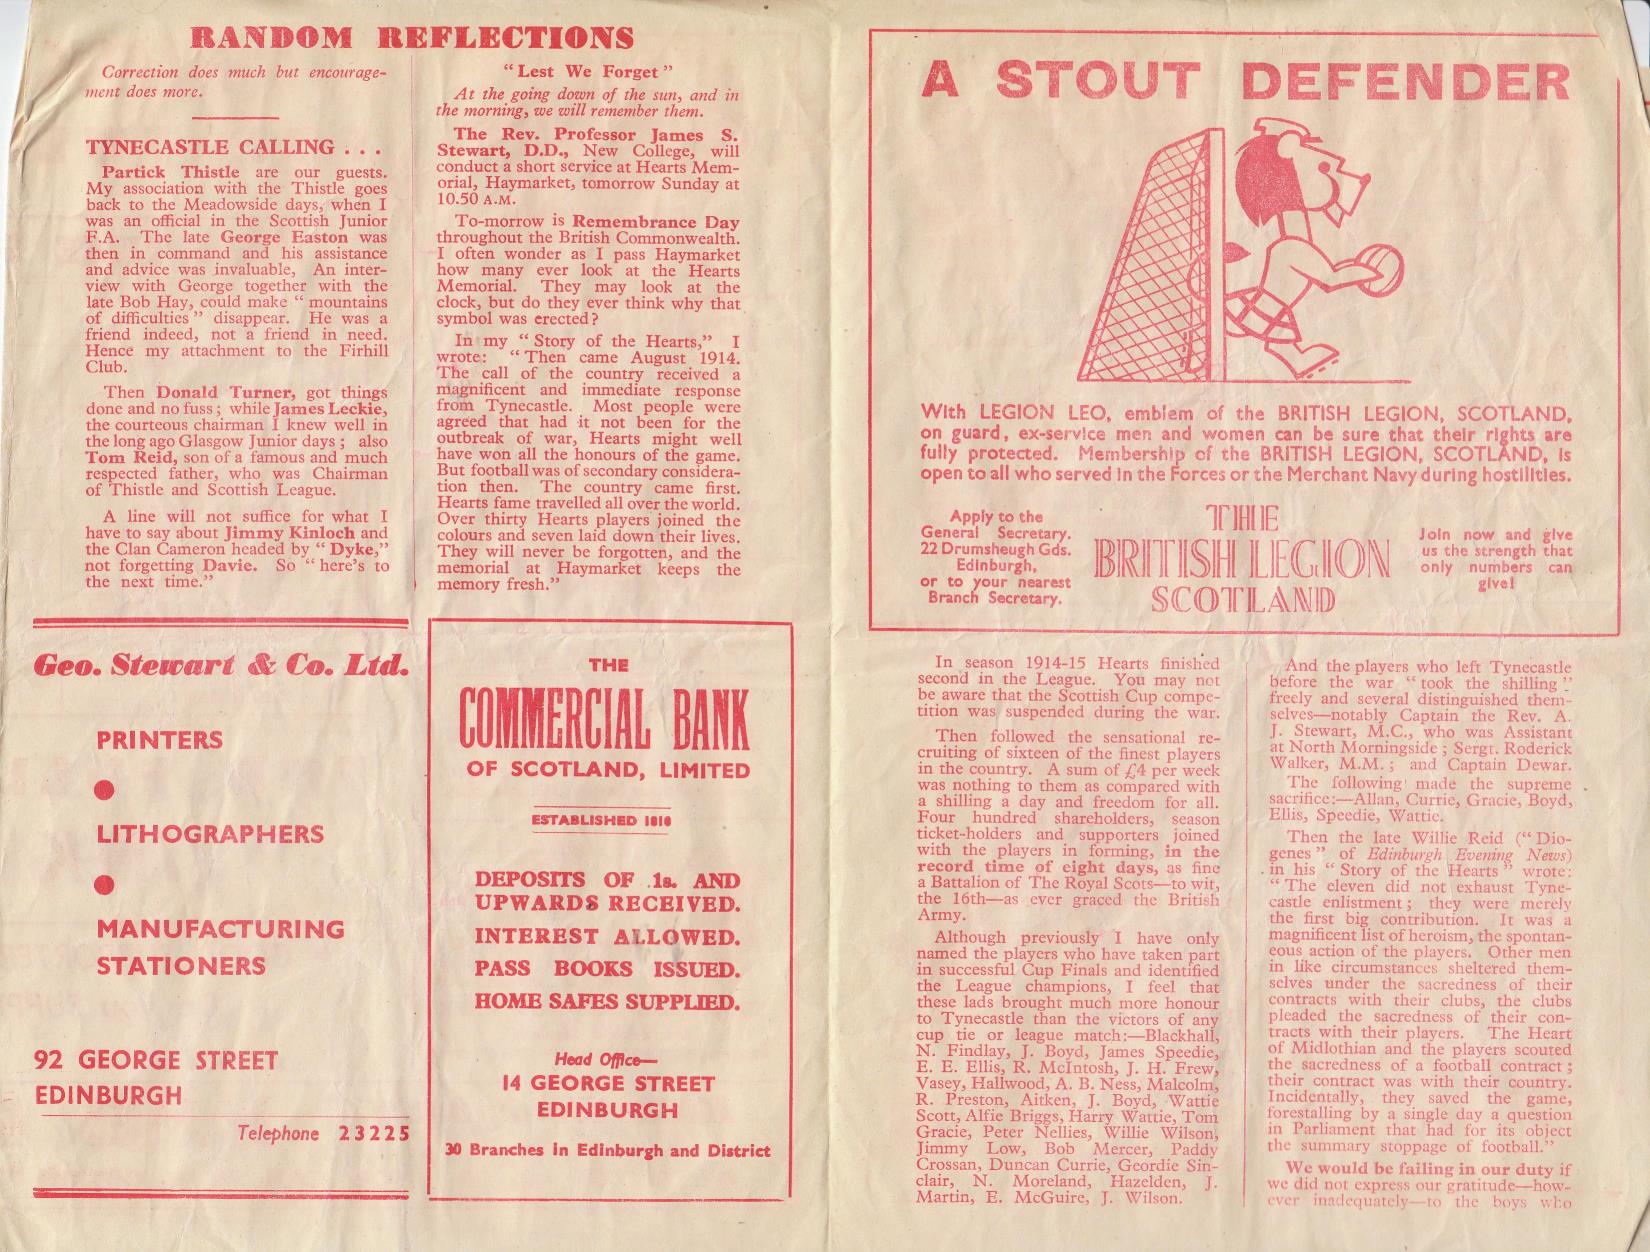 RANDOM REFLECTIONS
Correction does much but encourage-
ment does more.
TYNECASTLE CALLING . . .
Partick Thistle are our guests.
My association with the Thistle goes
back to the Meadowside days, when I
was an official in the Scottish Junior
F.A. The late George Easton was
then in command and his assistance
and advice was invaluable, An inter-
view with George together with the
late Bob Hay, could make “ mountains
of difficulties ” disappear. He was a
friend indeed, not a friend in need.
Hence my attachment to the Firhill
Club.
Then Donald Turner, got things
done and no fuss ; while James Leckie,
the courteous chairman I knew well in
the long ago Glasgow Junior days ; also
Tom Reid, son of a famous and much
respected father, who was Chairman
of Thistle and Scottish League.
A line will not suffice for what I
have to say about Jimmy Kinloch and
the Clan Cameron headed by “ Dyke,”
not forgetting Davie. So “ here’s to
the next time.”
“ Lest We Forget ”
At the going down of the sun, and in
the morning, we will remember them.
The Rev. Professor James S.
Stewart, D.D., New College, will
conduct a short service at Hearts Mem-
orial, Haymarket, tomorrow Sunday at
10.50 A.M.
To-morrow is Remembrance Day
throughout the British Commonwealth.
I often wonder as I pass Haymarket
how many ever look at the Hearts
Memorial. They may look at the
clock, but do they ever think why that
symbol was erected ?
In my “ Story of the Hearts,” I
wrote: “ Then came August 1914.
The call of the country received a
magnificent and immediate response
from Tynecastle. Most people were
agreed that had it not been for the
outbreak of war, Hearts might well
have won all the honours of the game.
But football was of secondary considera-
tion then. The country came first.
Hearts fame travelled all over the world.
Over thirty Hearts players joined the
colours and seven laid down their lives.
They will never be forgotten, and the
memorial at Haymarket keeps the
memory fresh.”
Geo. Stewart & Co. Ltd.
PRINTERS
●
LITHOGRAPHERS
●
MANUFACTURING
STATIONERS
92 GEORGE STREET
EDINBURGH
Telephone 23225
THE
COMMERCIAL BANK
OF SCOTLAND, LIMITED
ESTABLISHED 1810
DEPOSITS OF 1s. AND
UPWARDS RECEIVED.
INTEREST ALLOWED.
PASS BOOKS ISSUED.
HOME SAFES SUPPLIED.
Head Office—
14 GEORGE STREET
EDINBURGH
30 Branches in Edinburgh and District
A STOUT DEFENDER
With LEGION LEO, emblem of the BRITISH LEGION, SCOTLAND,
on guard, ex-service men and women can be sure that their rights are
fully protected. Membership of the BRITISH LEGION, SCOTLAND, is
open to all who served in the Forces or the Merchant Navy during hostilities.
Apply to the
General Secretary.
22 Drumsheugh Gds.
Edinburgh,
or to your nearest
Branch Secretary.
THE
BRITISH LEGION
SCOTLAND
Join now and give
us the strength that
only numbers can
give!
In season 1914-15 Hearts finished
second in the League. You may not
be aware that the Scottish Cup compe-
tition was suspended during the war.
Then followed the sensational re-
cruiting of sixteen of the finest players
in the country. A sum of £4 per week
was nothing to them as compared with
a shilling a day and freedom for all.
Four hundred shareholders, season
ticket-holders and supporters joined
with the players in forming, in the
record time of eight days, as fine
a Battalion of The Royal Scots—to wit,
the 16th—as ever graced the British
Army.
Although previously I have only
named the players who have taken part
in successful Cup Finals and identified
the League champions, I feel that
these lads brought much more honour
to Tynecastle than the victors of any
cup tie or league match:—Blackhall,
N. Findlay, J. Boyd, James Speedie,
E. E. Ellis, R. McIntosh, J. H. Frew,
Vasey, Hallwood, A. B. Ness, Malcolm,
R. Preston, Aitken, J. Boyd, Wattie
Scott, Alfie Briggs, Harry Wattie, Tom
Gracie, Peter Nellies, Willie Wilson,
Jimmy Low, Bob Mercer, Paddy
Crossan, Duncan Currie, Geordie Sin-
clair, N. Moreland, Hazelden, J.
Martin, E. McGuire, J. Wilson.
And the players who left Tynecastle
before the war “ took the shilling ”
freely and several distinguished them-
selves—notably Captain the Rev. A.
J. Stewart, M.C., who was Assistant
at North Morningside ; Sergt. Roderick
Walker, M.M. ; and Captain Dewar.
The following made the supreme
sacrifice:—Allan, Currie, Gracie, Boyd,
Ellis, Speedie, Wattie.
Then the late Willie Reid (“ Dio-
genes ” of Edinburgh Evening News)
in his “ Story of the Hearts ” wrote:
“ The eleven did not exhaust Tyne-
castle enlistment ; they were merely
the first big contribution. It was a
magnificent list of heroism, the spontan-
eous action of the players. Other men
in like circumstances sheltered them-
selves under the sacredness of their
contracts with their clubs, the clubs
pleaded the sacredness of their con-
tracts with their players. The Heart
of Midlothian and the players scouted
the sacredness of a football contract ;
their contract was with their country.
Incidentally, they saved the game,
forestalling by a single day a question
in Parliament that had for its object
the summary stoppage of football.”
We would be failing in our duty if
we did not express our gratitude—how-
ever inadequately—to the boys who